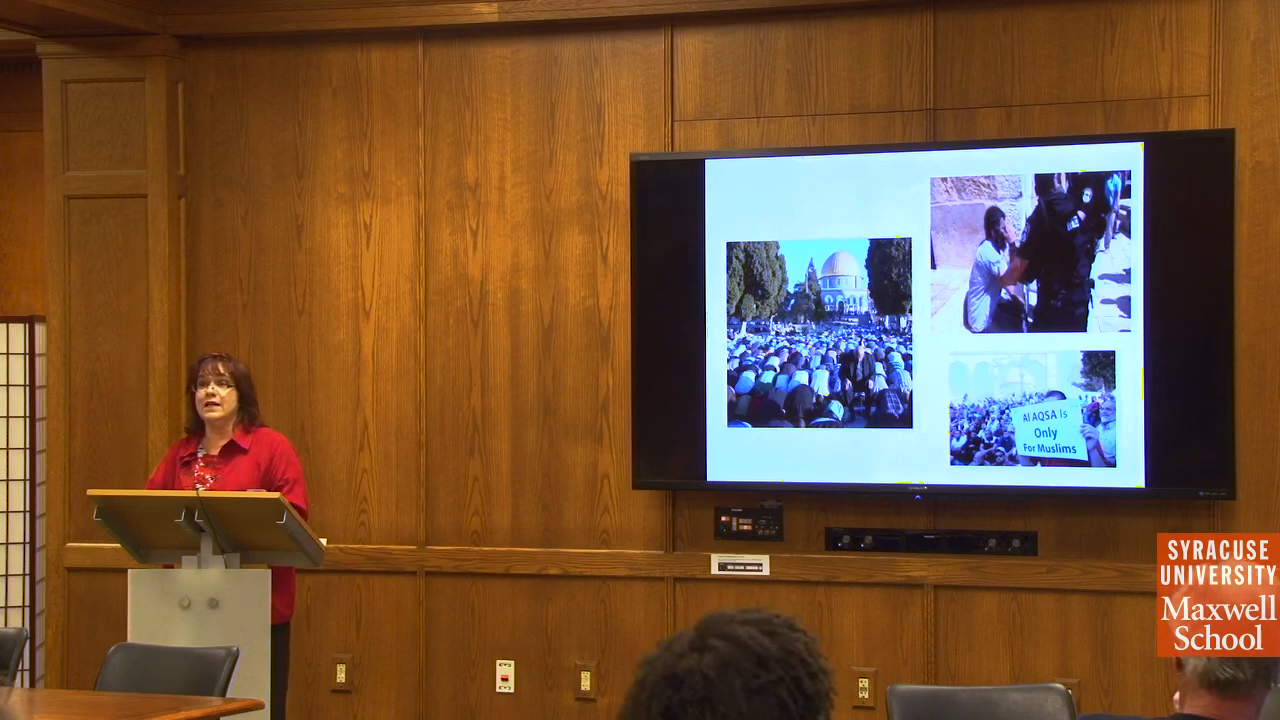 Al AQSA Is
Only
For Muslims
SYRACUSE
UNIVERSITY
Maxwell
School